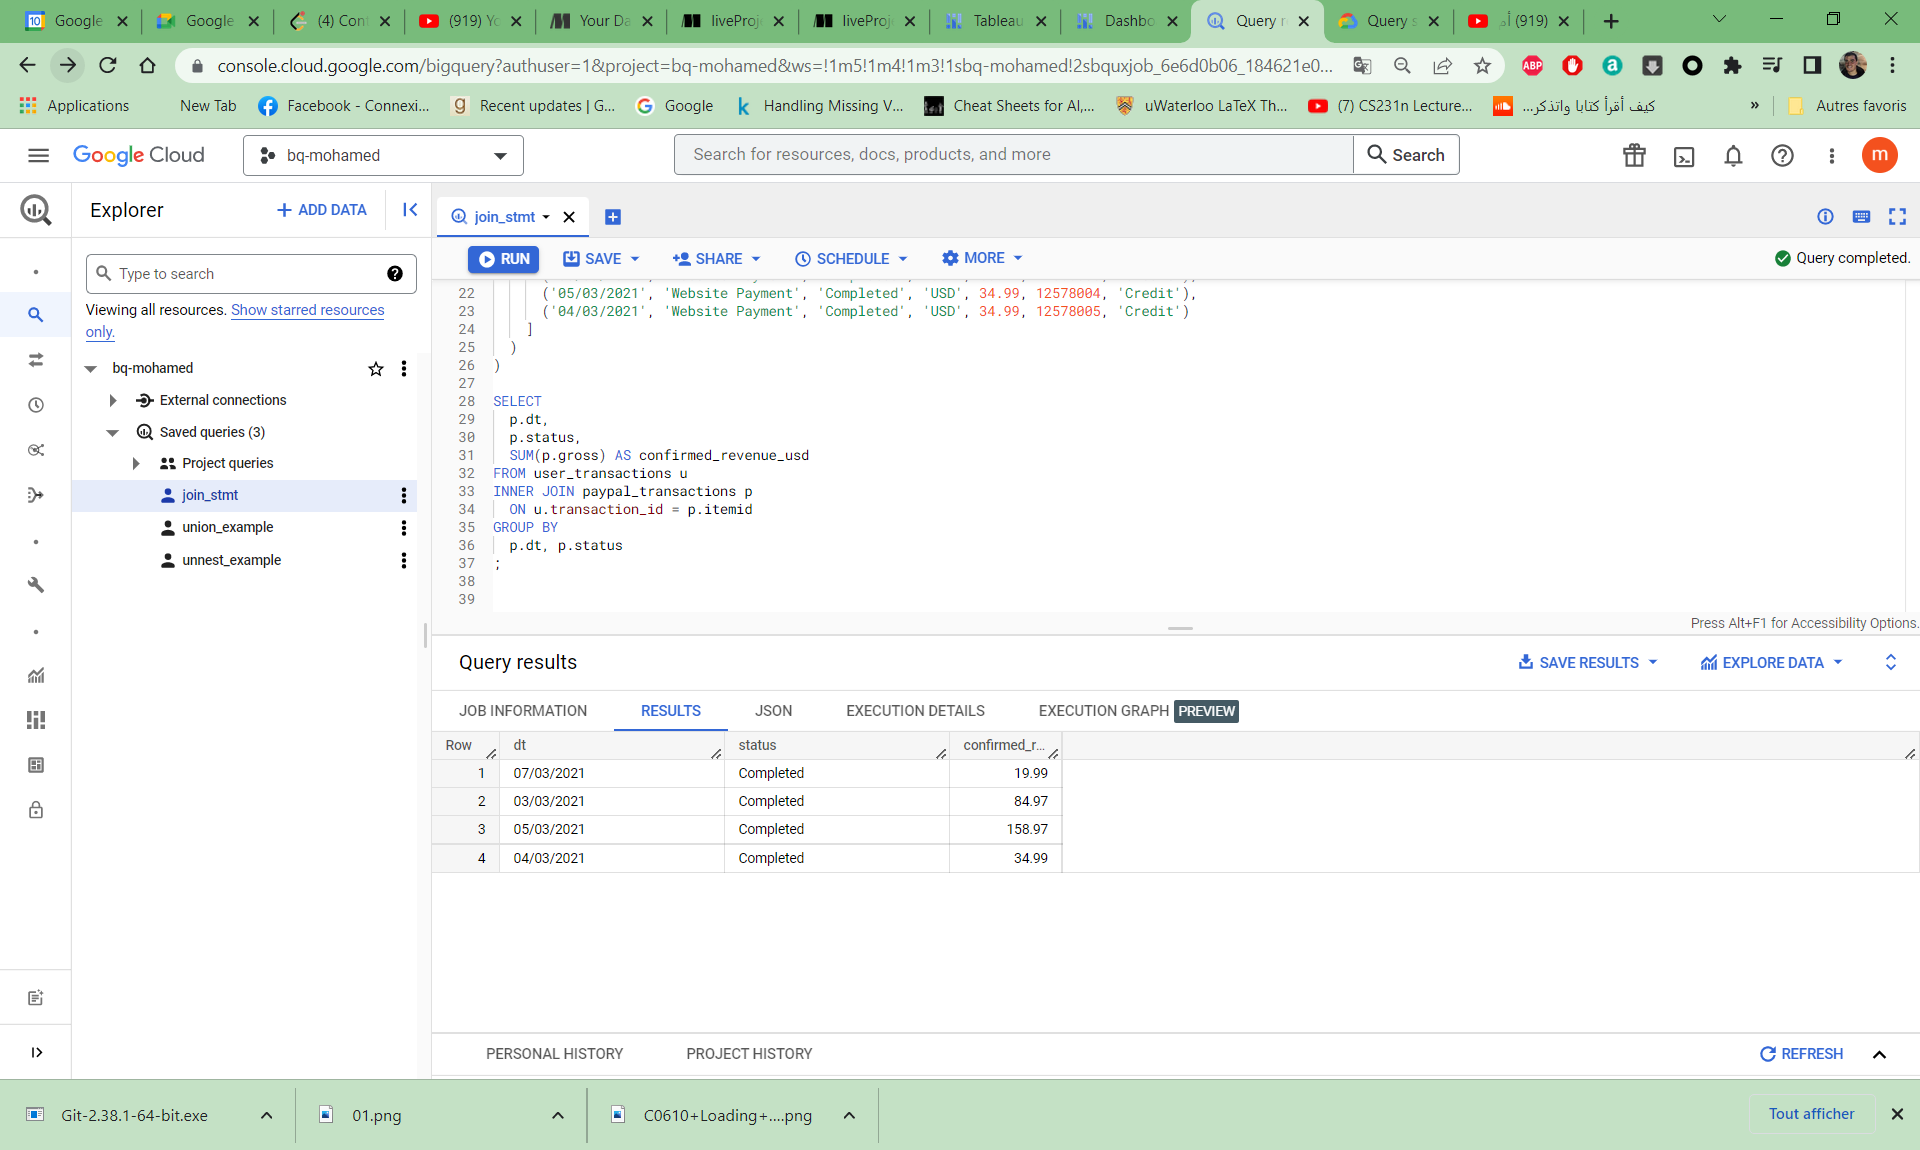 Google
Google
(4) Con
(919) Yo
Your Da
liveProj
liveProj
Tableau
Dashbo
Query r
Query s
(919) أم
console.cloud.google.com/bigquery?authuser=1&project=bq-mohamed&ws=!1m5!1m4!1m3!1sbq-mohamed!2sbquxjob_6e6d0b06_184621e0...
ABP
Applications
New Tab
Facebook - Connexi...
Recent updates | G...
Google
Handling Missing V...
Cheat Sheets for AI,...
uWaterloo LaTeX Th...
(7) CS231n Lecture...
كيف أقرأ كتابا واتذكر...
»
Autres favoris
Google Cloud
bq-mohamed
Search for resources, docs, products, and more
Search
m
Explorer
+ ADD DATA
join_stmt
RUN
SAVE
SHARE
SCHEDULE
MORE
Query completed.
Type to search
Viewing all resources. Show starred resources
only.
bq-mohamed
External connections
Saved queries (3)
Project queries
join_stmt
union_example
unnest_example
22 ('05/03/2021', 'Website Payment', 'Completed', 'USD', 34.99, 12578004, 'Credit'),
23 ('04/03/2021', 'Website Payment', 'Completed', 'USD', 34.99, 12578005, 'Credit')
24 ]
25 )
26 )
27
28 SELECT
29 p.dt,
30 p.status,
31 SUM(p.gross) AS confirmed_revenue_usd
32 FROM user_transactions u
33 INNER JOIN paypal_transactions p
34 ON u.transaction_id = p.itemid
35 GROUP BY
36 p.dt, p.status
37 ;
38
39
Press Alt+F1 for Accessibility Options.
Query results
SAVE RESULTS
EXPLORE DATA
JOB INFORMATION
RESULTS
JSON
EXECUTION DETAILS
EXECUTION GRAPH PREVIEW
Row dt status confirmed_r...
1 07/03/2021 Completed 19.99
2 03/03/2021 Completed 84.97
3 05/03/2021 Completed 158.97
4 04/03/2021 Completed 34.99
PERSONAL HISTORY
PROJECT HISTORY
REFRESH
Git-2.38.1-64-bit.exe
01.png
C0610+Loading+....png
Tout afficher